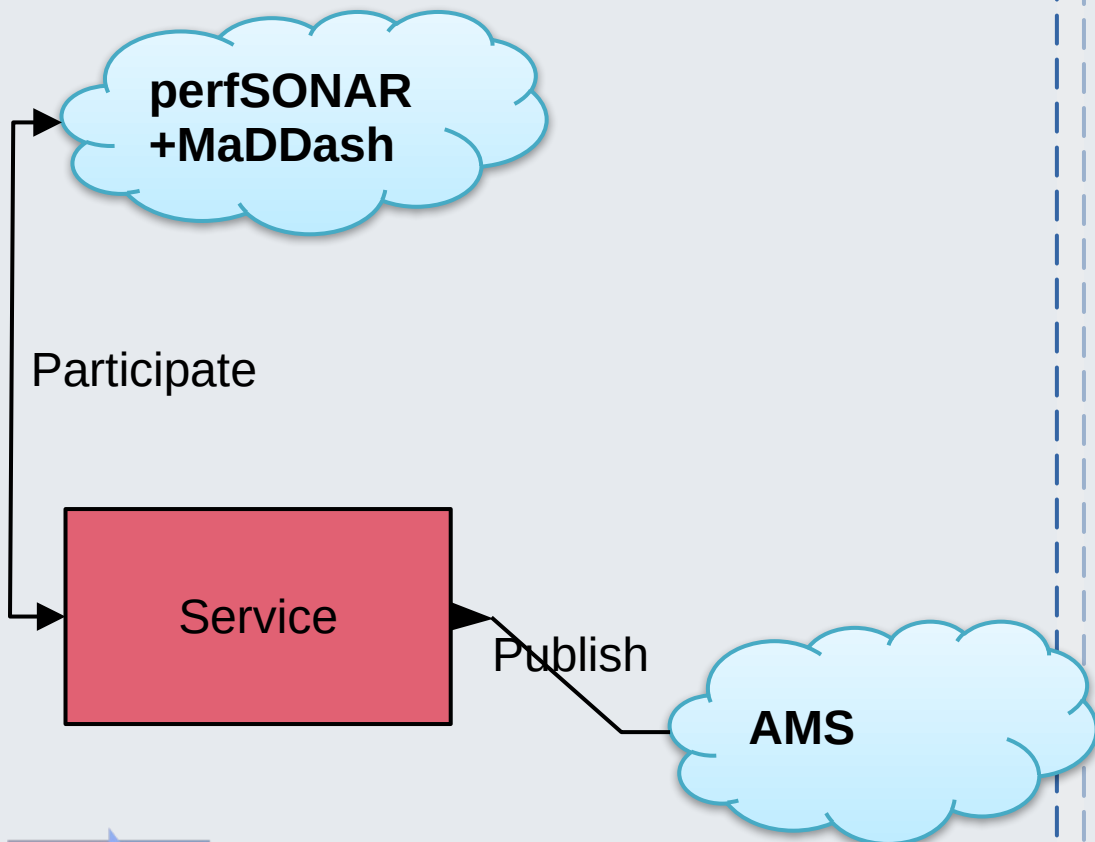 perfSONAR
+MaDDash
Participate
Service
Publish
AMS